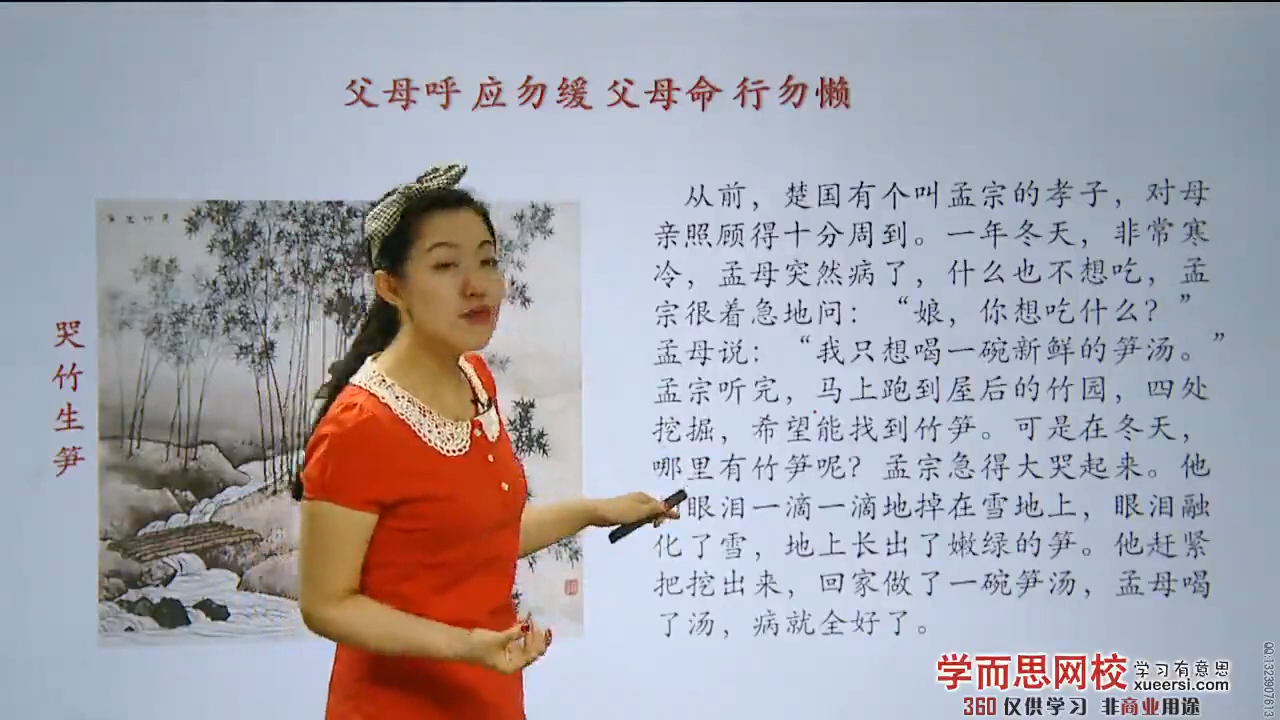 父母呼 应勿缓 父母命 行勿懒
哭竹生笋
从前，楚国有个叫孟宗的孝子，对母
亲照顾得十分周到。一年冬天，非常寒
冷，孟母突然病了，什么也不想吃，孟
宗很着急地问：“娘，你想吃什么？”
孟母说：“我只想喝一碗新鲜的笋汤。”
孟宗听完，马上跑到屋后的竹园，四处
挖掘，希望能找到竹笋。可是在冬天，
哪里有竹笋呢？孟宗急得大哭起来。他
眼泪一滴一滴地掉在雪地上，眼泪融
化了雪，地上长出了嫩绿的笋。他赶紧
把挖出来，回家做了一碗笋汤，孟母喝
了汤，病就全好了。
学而思网校 学习有意思
xueersi.com
360 仅供学习 非商业用途
QQ:132390７613